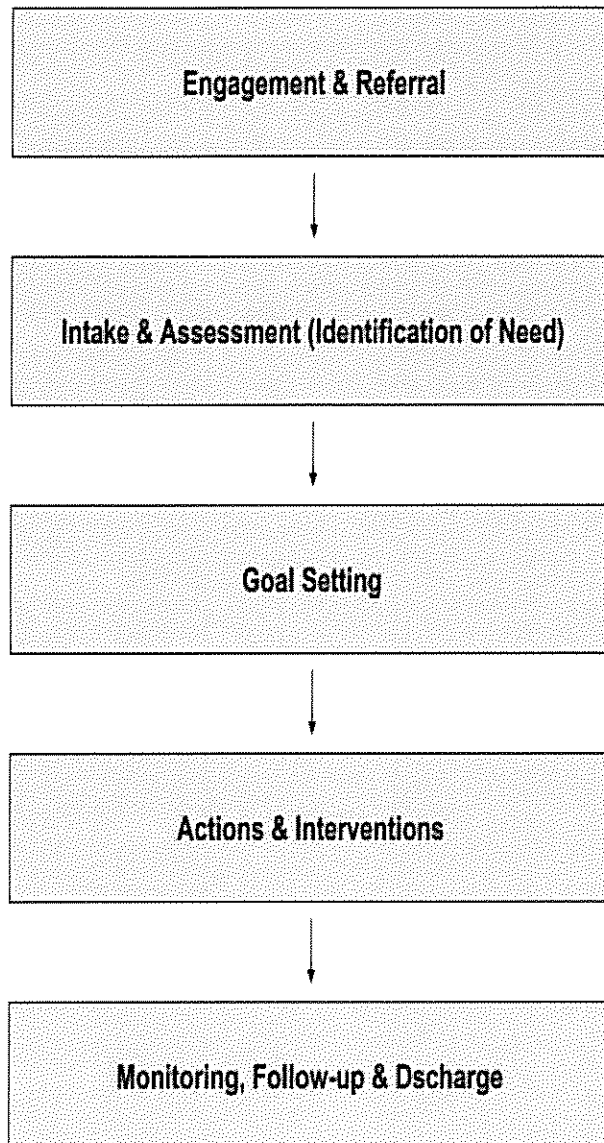 Engagement & Referral
Intake & Assessment (Identification of Need)
Goal Setting
Actions & Interventions
Monitoring, Follow-up & Dscharge